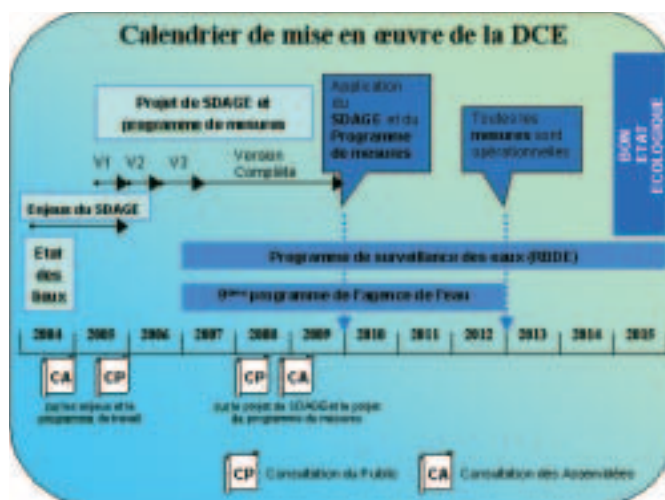 Calendrier de mise en œuvre de la DCE
Projet de SDAGE et
programme de mesures
Application
du
SDAGE et du
Programme
de mesures
Toutes les
mesures sont
opérationnelles
BON
ETAT
ECOLOGIQUE
V1 V2 V3 Version
Complète
Enjeux du SDAGE
Etat
des
lieux
Programme de surveillance des eaux (RBDE)
9ème programme de l'agence de l'eau
2004 2005 2006 2007 2008 2009 2010 2011 2012 2013 2014 2015
CA CP CP CA
sur les enjeux et le
programme de travail
sur le projet de SDAGE et le projet
de programme de mesures
CP Consultation du Public CA Consultation des Assemblées